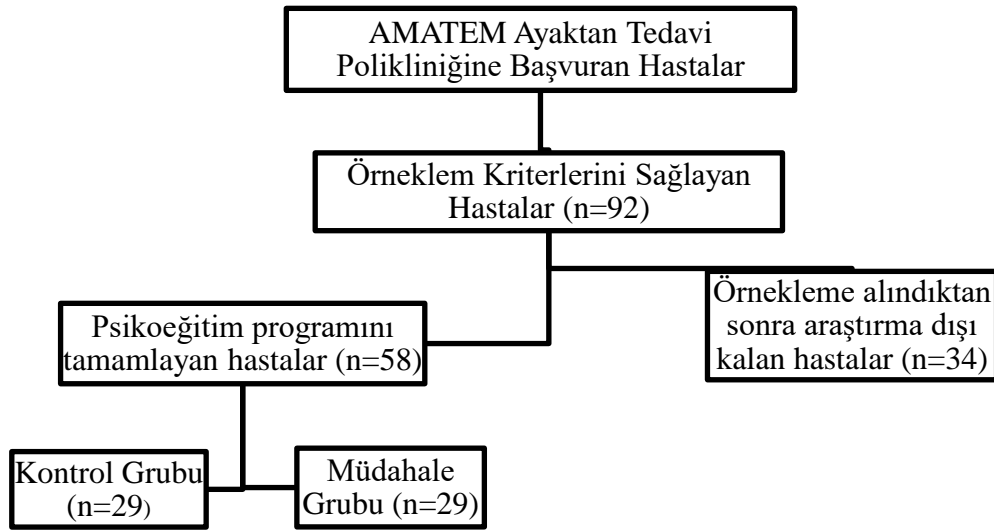 AMATEM Ayaktan Tedavi
Polikliniğine Başvuran Hastalar
Örneklem Kriterlerini Sağlayan
Hastalar (n=92)
Psikoeğitim programını
tamamlayan hastalar (n=58)
Örnekleme alındıktan
sonra araştırma dışı
kalan hastalar (n=34)
Kontrol Grubu
(n=29)
Müdahale
Grubu (n=29)